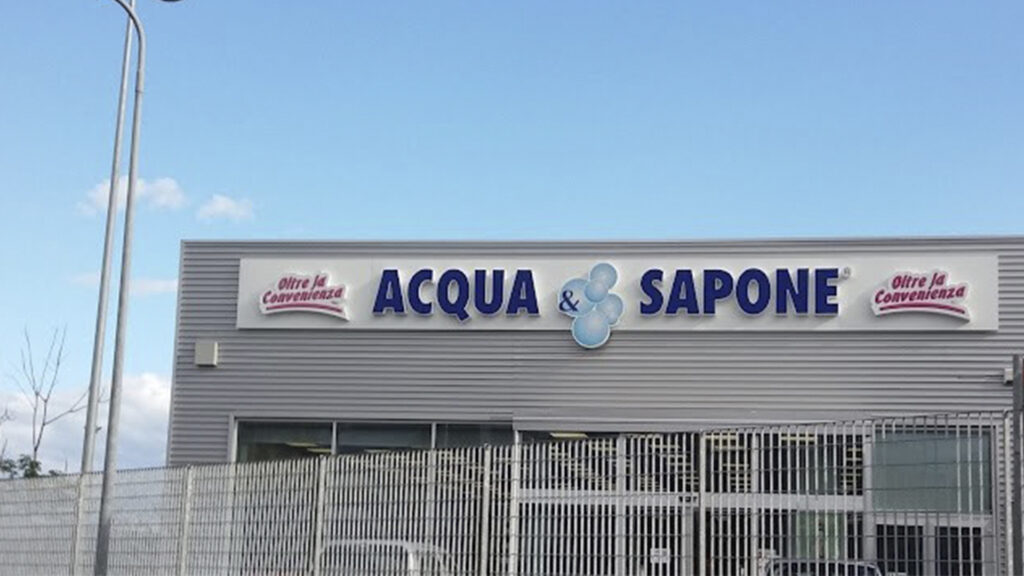 Oltre la
Convenienza
ACQUA & SAPONE®
Oltre la
Convenienza